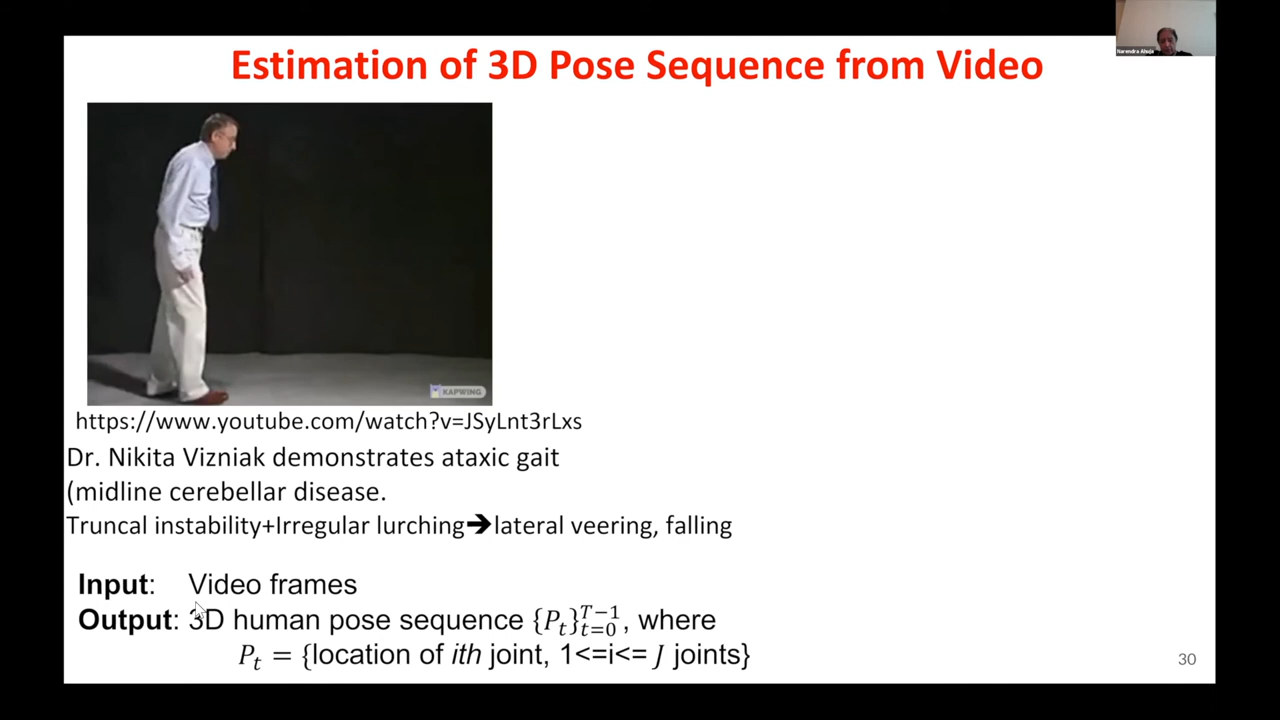 Narendra Ahuja
Estimation of 3D Pose Sequence from Video
KAPWING
https://www.youtube.com/watch?v=JSyLnt3rLxs
Dr. Nikita Vizniak demonstrates ataxic gait
(midline cerebellar disease.
Truncal instability+Irregular lurching➔lateral veering, falling
Input: Video frames
Output: 3D human pose sequence {P_t}_{t=0}^{T−1}, where
P_t = {location of ith joint, 1<=i<= J joints}
30